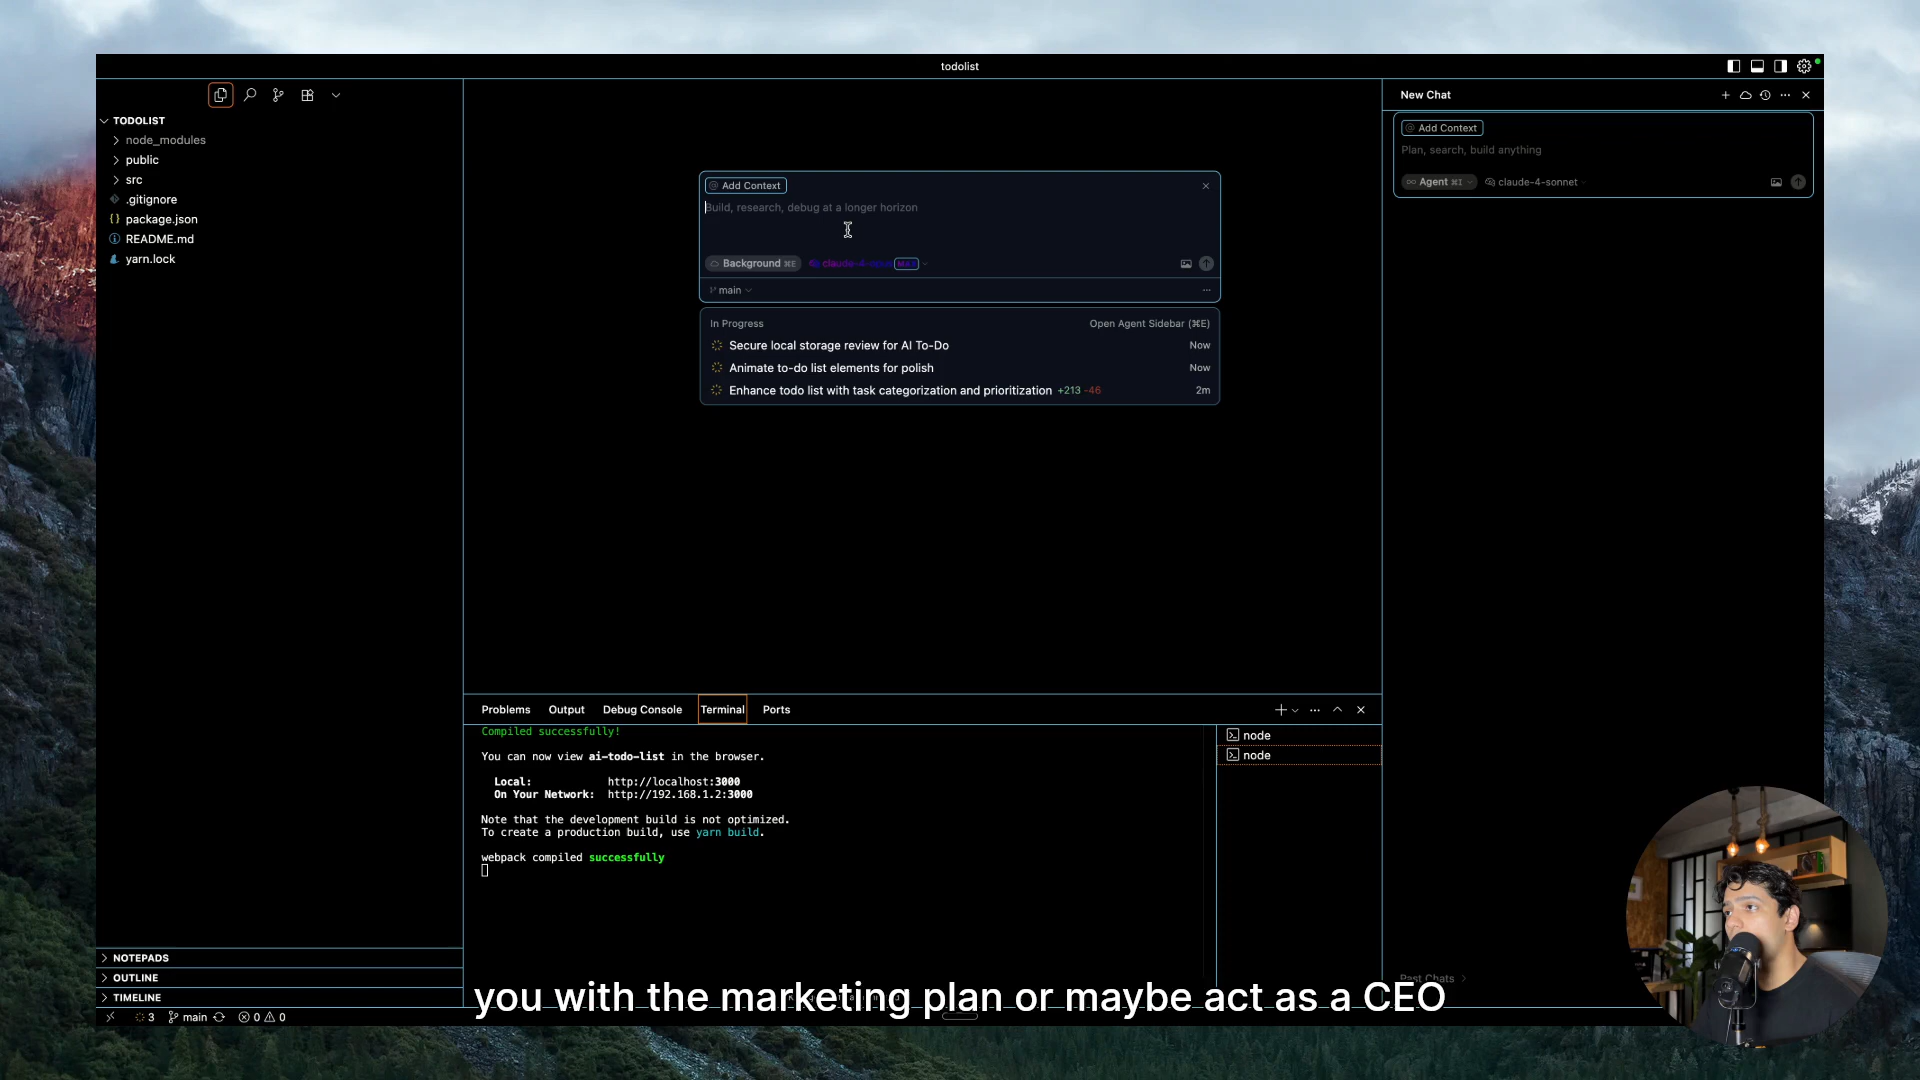 todolist
TODOLIST
node_modules
public
src
.gitignore
package.json
README.md
yarn.lock
NOTEPADS
OUTLINE
TIMELINE
Add Context
Build, research, debug at a longer horizon
Background ⌘E
main
In Progress
Open Agent Sidebar (⌘E)
Secure local storage review for AI To-Do Now
Animate to-do list elements for polish Now
Enhance todo list with task categorization and prioritization +213 -46 2m
Problems Output Debug Console Terminal Ports
Compiled successfully!
You can now view ai-todo-list in the browser.
Local: http://localhost:3000
On Your Network: http://192.168.1.2:3000
Note that the development build is not optimized.
To create a production build, use yarn build.
webpack compiled successfully
node
node
New Chat
Add Context
Plan, search, build anything
Agent ⌘I claude-4-sonnet
Past Chats
you with the marketing plan or maybe act as a CEO
3 main 0 0